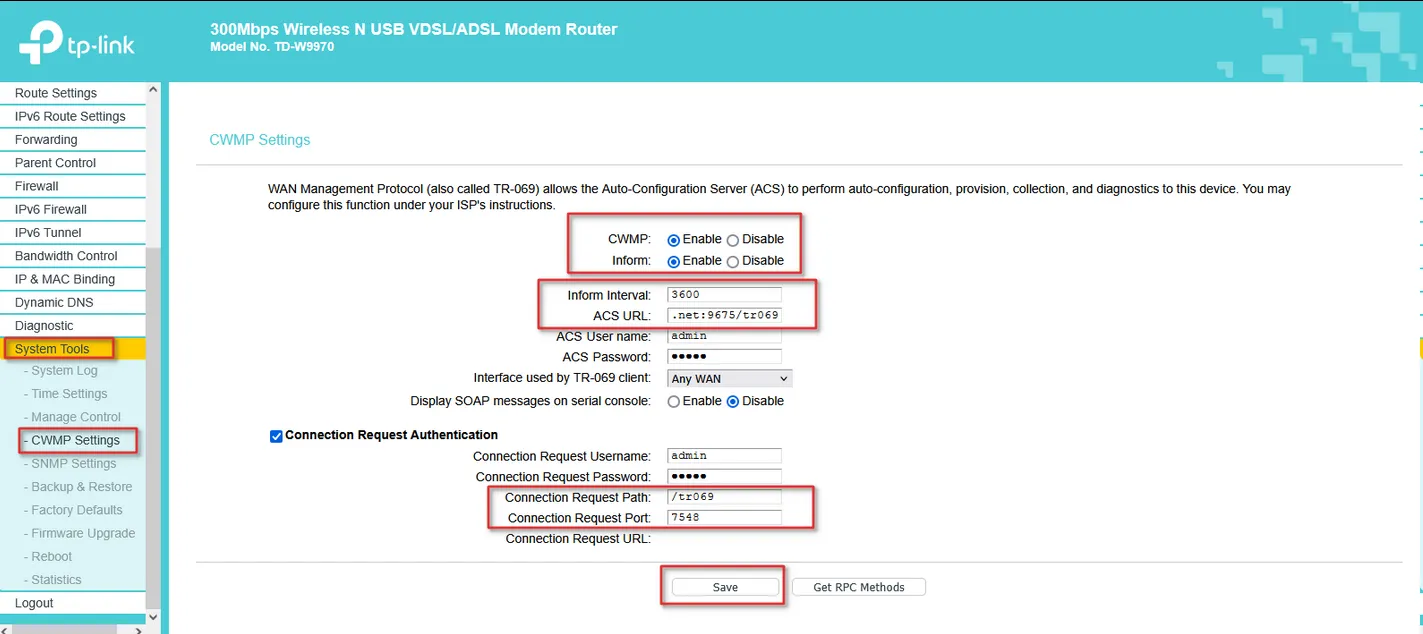 tp-link
300Mbps Wireless N USB VDSL/ADSL Modem Router
Model No. TD-W9970
Route Settings
IPv6 Route Settings
Forwarding
Parent Control
Firewall
IPv6 Firewall
IPv6 Tunnel
Bandwidth Control
IP & MAC Binding
Dynamic DNS
Diagnostic
System Tools
- System Log
- Time Settings
- Manage Control
- CWMP Settings
- SNMP Settings
- Backup & Restore
- Factory Defaults
- Firmware Upgrade
- Reboot
- Statistics
Logout
CWMP Settings
WAN Management Protocol (also called TR-069) allows the Auto-Configuration Server (ACS) to perform auto-configuration, provision, collection, and diagnostics to this device. You may
configure this function under your ISP's instructions.
CWMP: Enable Disable
Inform: Enable Disable
Inform Interval: 3600
ACS URL: .net:9675/tr069
ACS User name: admin
ACS Password: •••••
Interface used by TR-069 client: Any WAN
Display SOAP messages on serial console: Enable Disable
Connection Request Authentication
Connection Request Username: admin
Connection Request Password: •••••
Connection Request Path: /tr069
Connection Request Port: 7548
Connection Request URL:
Save Get RPC Methods